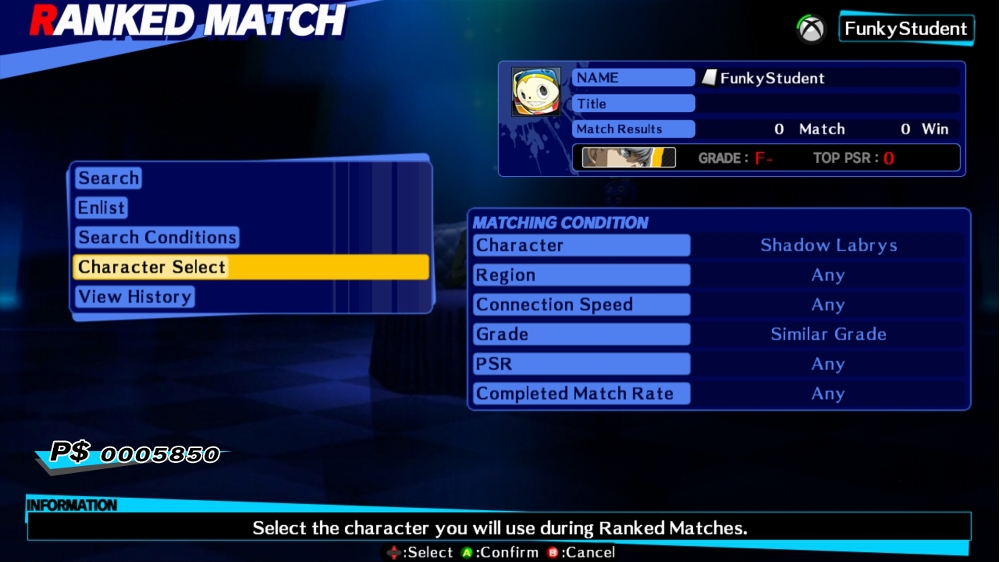 RANKED MATCH
FunkyStudent
NAME FunkyStudent
Title
Match Results 0 Match 0 Win
GRADE : F- TOP PSR : 0
Search
Enlist
Search Conditions
Character Select
View History
MATCHING CONDITION
Character Shadow Labrys
Region Any
Connection Speed Any
Grade Similar Grade
PSR Any
Completed Match Rate Any
P$ 0005850
INFORMATION
Select the character you will use during Ranked Matches.
:Select A:Confirm B:Cancel